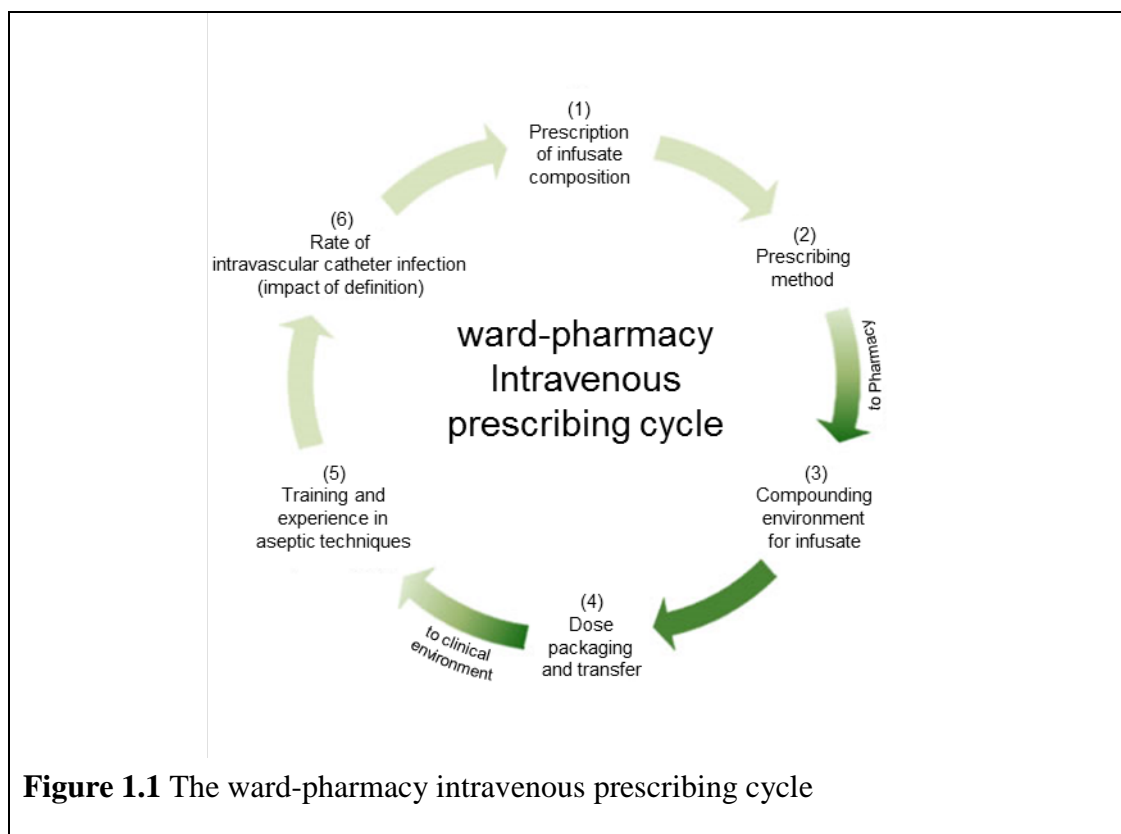 (1)
Prescription
of infusate
composition
(2)
Prescribing
method
to Pharmacy
(3)
Compounding
environment
for infusate
(4)
Dose
packaging
and transfer
to clinical
environment
(5)
Training and
experience in
aseptic techniques
(6)
Rate of
intravascular catheter infection
(impact of definition)
ward-pharmacy
Intravenous
prescribing cycle
Figure 1.1 The ward-pharmacy intravenous prescribing cycle